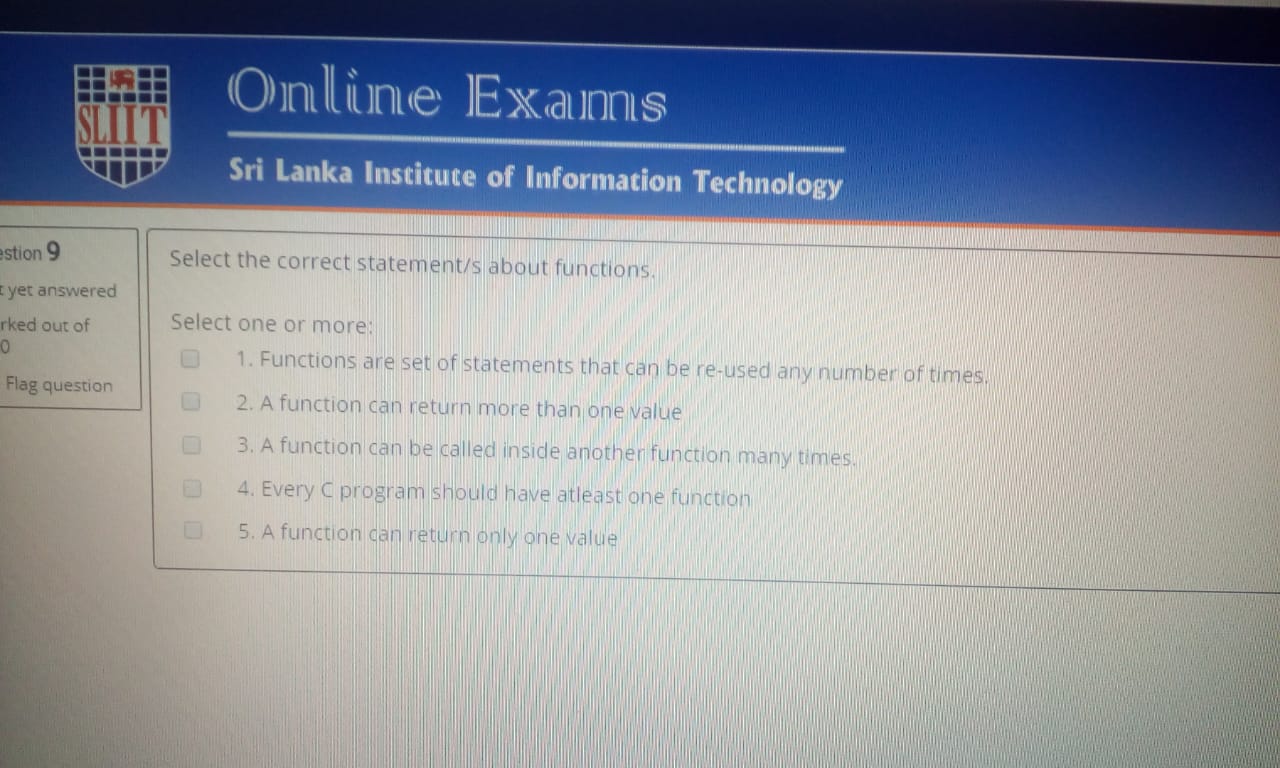 SLIIT
Online Exams
Sri Lanka Institute of Information Technology
estion 9
t yet answered
rked out of
0
Flag question
Select the correct statement/s about functions.
Select one or more:
1. Functions are set of statements that can be re-used any number of times.
2. A function can return more than one value
3. A function can be called inside another function many times.
4. Every C program should have atleast one function
5. A function can return only one value